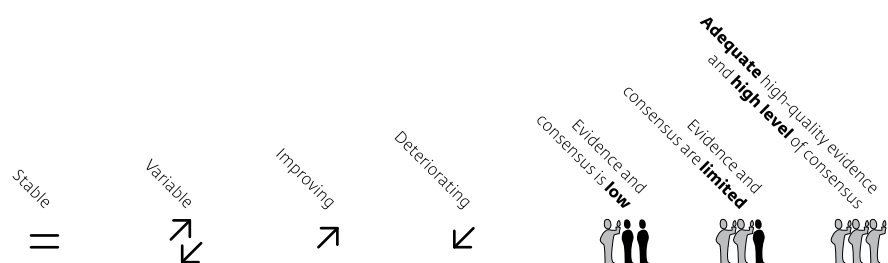 Stable
Variable
Improving
Deteriorating
Evidence and
consensus is low
Evidence and
consensus are limited
Adequate high-quality evidence
and high level of consensus